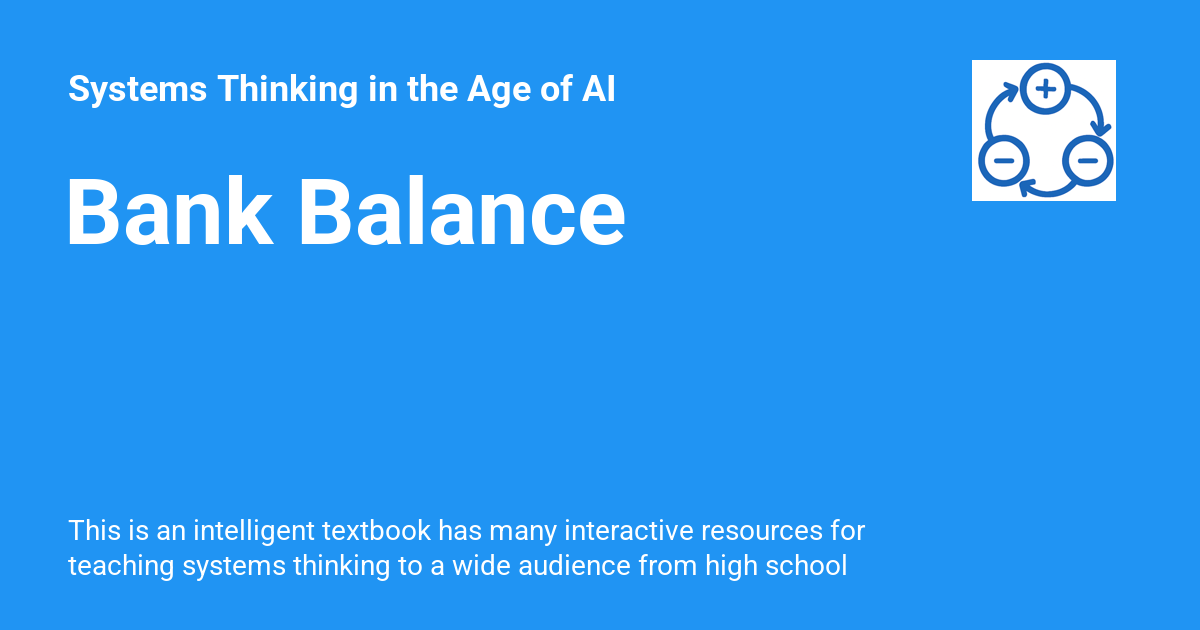 Systems Thinking in the Age of AI
Bank Balance
This is an intelligent textbook has many interactive resources for
teaching systems thinking to a wide audience from high school